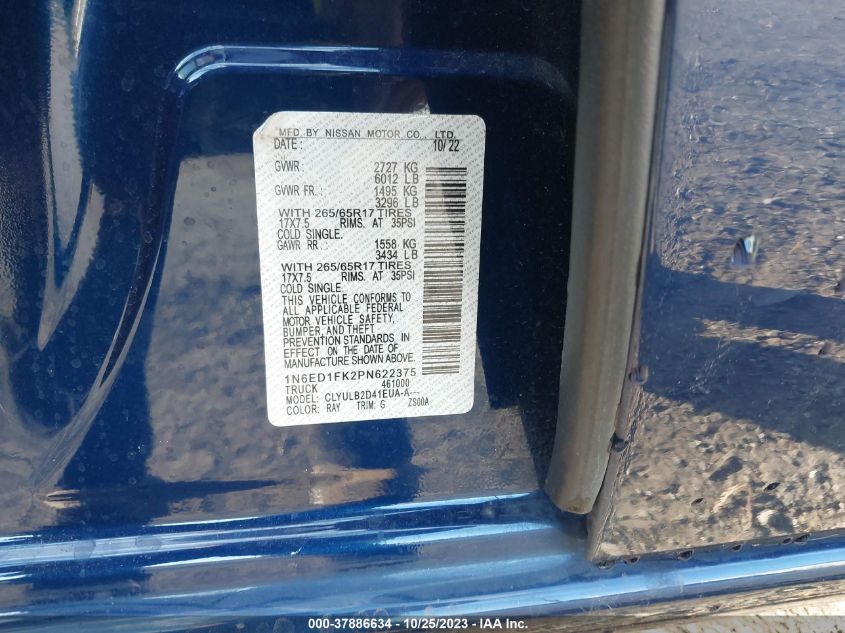 MFD BY NISSAN MOTOR CO., LTD.
DATE: 10/22
GVWR: 2727 KG
6012 LB
GVWR FR.: 1495 KG
3296 LB
WITH 265/65R17 TIRES
17X7.5 RIMS. AT 35PSI
COLD SINGLE.
GAWR RR.: 1558 KG
3434 LB
WITH 265/65R17 TIRES
17X7.5 RIMS. AT 35PSI
COLD SINGLE.
THIS VEHICLE CONFORMS TO
ALL APPLICABLE FEDERAL
MOTOR VEHICLE SAFETY,
BUMPER, AND THEFT
PREVENTION STANDARDS IN
EFFECT ON THE DATE OF
MANUFACTURE SHOWN ABOVE.
1N6ED1FK2PN622375
TRUCK 461000
MODEL: CLYULB2D41EUA-A---
COLOR: RAY TRIM: G ZS00A
000-37886634 - 10/25/2023 - IAA Inc.